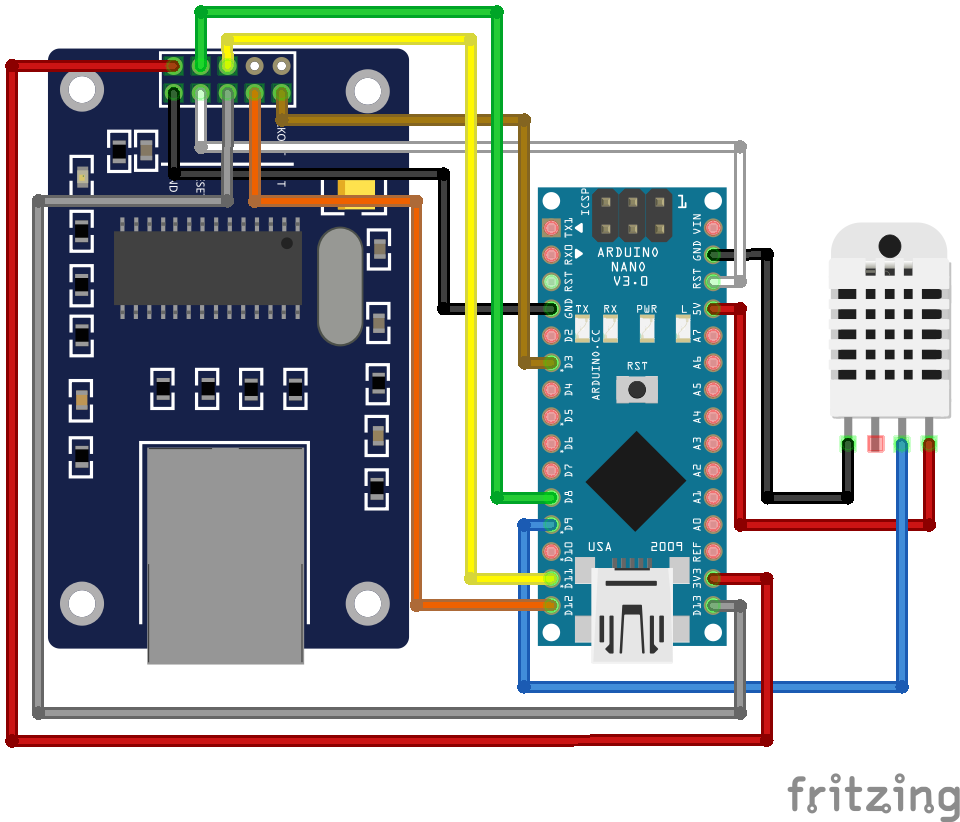 ICSP
1
TX1
RX0
RST
GND
D2
D3
D4
D5
D6
D7
D8
D9
D10
D11
D12
ARDUINO
NANO
V3.0
TX RX PWR L
ARDUINO.CC
RST
USA 2009
VIN
GND
RST
5V
A7
A6
A5
A4
A3
A2
A1
A0
REF
3V3
D13
fritzing